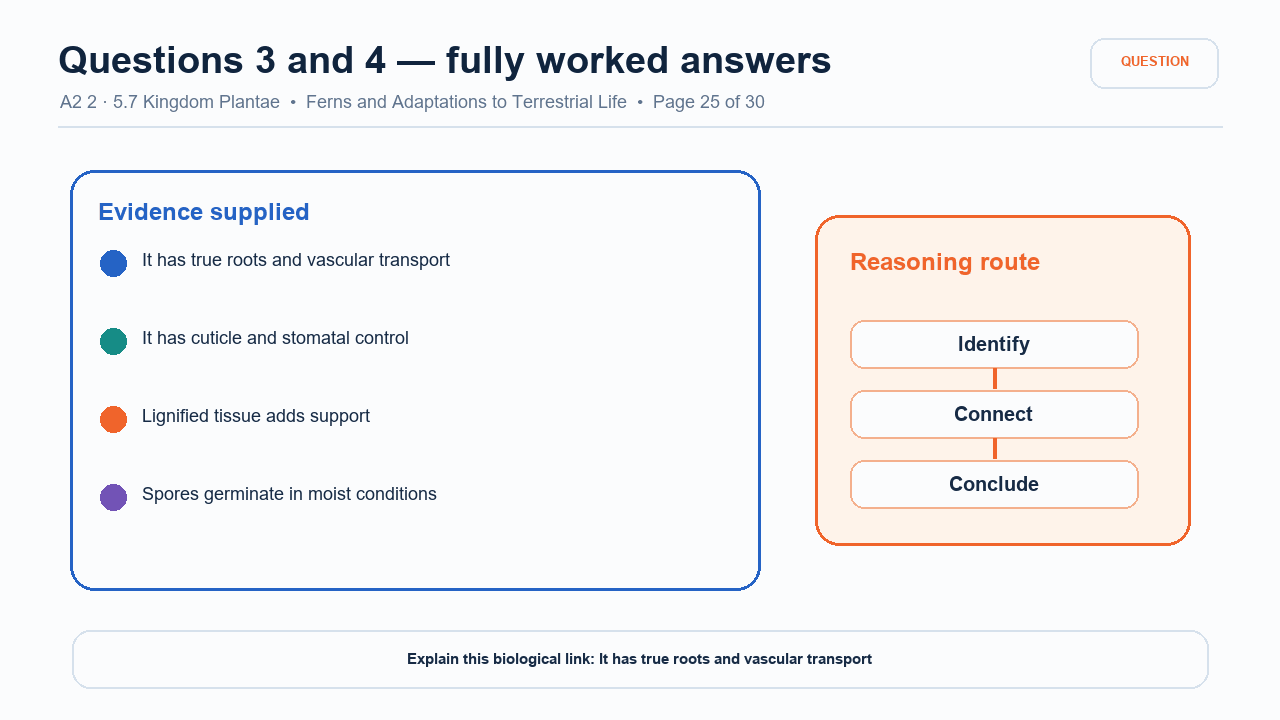 Questions 3 and 4 — fully worked answers
QUESTION
A2 2 · 5.7 Kingdom Plantae • Ferns and Adaptations to Terrestrial Life • Page 25 of 30
Evidence supplied
It has true roots and vascular transport
It has cuticle and stomatal control
Lignified tissue adds support
Spores germinate in moist conditions
Reasoning route
Identify
Connect
Conclude
Explain this biological link: It has true roots and vascular transport